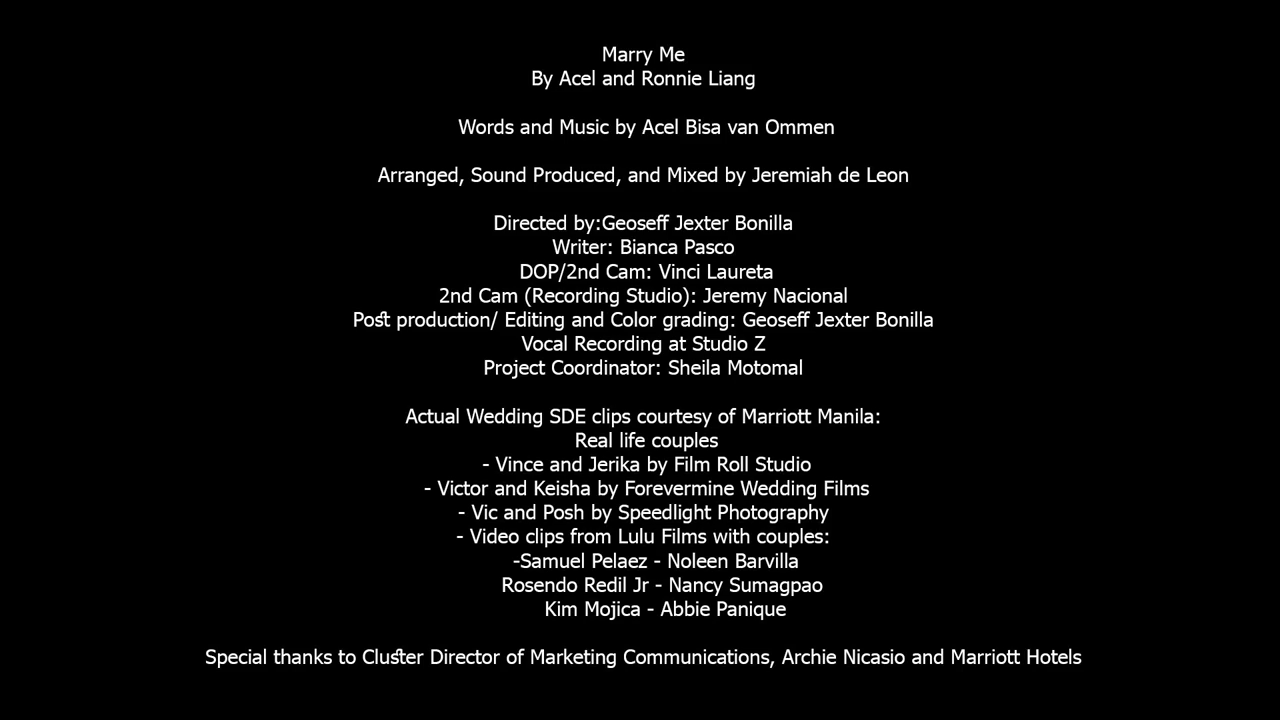 Marry Me
By Acel and Ronnie Liang
Words and Music by Acel Bisa van Ommen
Arranged, Sound Produced, and Mixed by Jeremiah de Leon
Directed by:Geoseff Jexter Bonilla
Writer: Bianca Pasco
DOP/2nd Cam: Vinci Laureta
2nd Cam (Recording Studio): Jeremy Nacional
Post production/ Editing and Color grading: Geoseff Jexter Bonilla
Vocal Recording at Studio Z
Project Coordinator: Sheila Motomal
Actual Wedding SDE clips courtesy of Marriott Manila:
Real life couples
- Vince and Jerika by Film Roll Studio
- Victor and Keisha by Forevermine Wedding Films
- Vic and Posh by Speedlight Photography
- Video clips from Lulu Films with couples:
-Samuel Pelaez - Noleen Barvilla
Rosendo Redil Jr - Nancy Sumagpao
Kim Mojica - Abbie Panique
Special thanks to Cluster Director of Marketing Communications, Archie Nicasio and Marriott Hotels